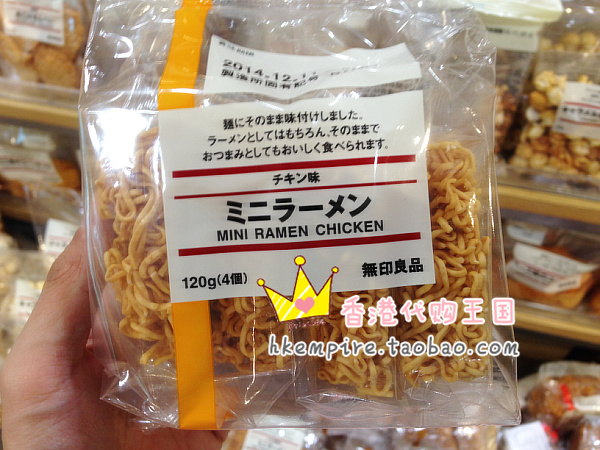 賞味期限
2014-12-1
製造所固有記号
麺にそのまま味付けしました。
ラーメンとしてはもちろん、そのままで
おつまみとしてもおいしく食べられます。
チキン味
ミニラーメン
MINI RAMEN CHICKEN
120g(4個)
無印良品
香港代购王国
hkempire.taobao.com